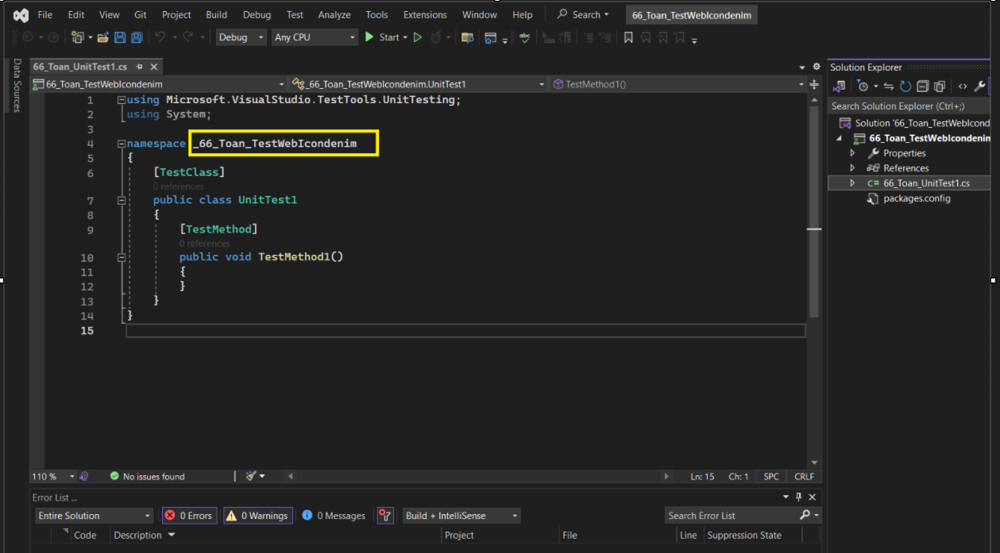 File Edit View Git Project Build Debug Test Analyze Tools Extensions Window Help Search 66_Toan_TestWebIcondenim
Debug Any CPU Start
Data Sources
66_Toan_UnitTest1.cs
66_Toan_TestWebIcondenim _66_Toan_TestWebIcondenim.UnitTest1 TestMethod1()
1 using Microsoft.VisualStudio.TestTools.UnitTesting;
2 using System;
3
4 namespace _66_Toan_TestWebIcondenim
5 {
6 [TestClass]
0 references
7 public class UnitTest1
8 {
9 [TestMethod]
0 references
10 public void TestMethod1()
11 {
12 }
13 }
14 }
15
110 % No issues found Ln: 15 Ch: 1 SPC CRLF
Error List ...
Entire Solution 0 Errors 0 Warnings 0 Messages Build + IntelliSense Search Error List
Code Description Project File Line Suppression State
Solution Explorer
Search Solution Explorer (Ctrl+;)
Solution '66_Toan_TestWebIcond
66_Toan_TestWebIcondenim
Properties
References
C# 66_Toan_UnitTest1.cs
packages.config